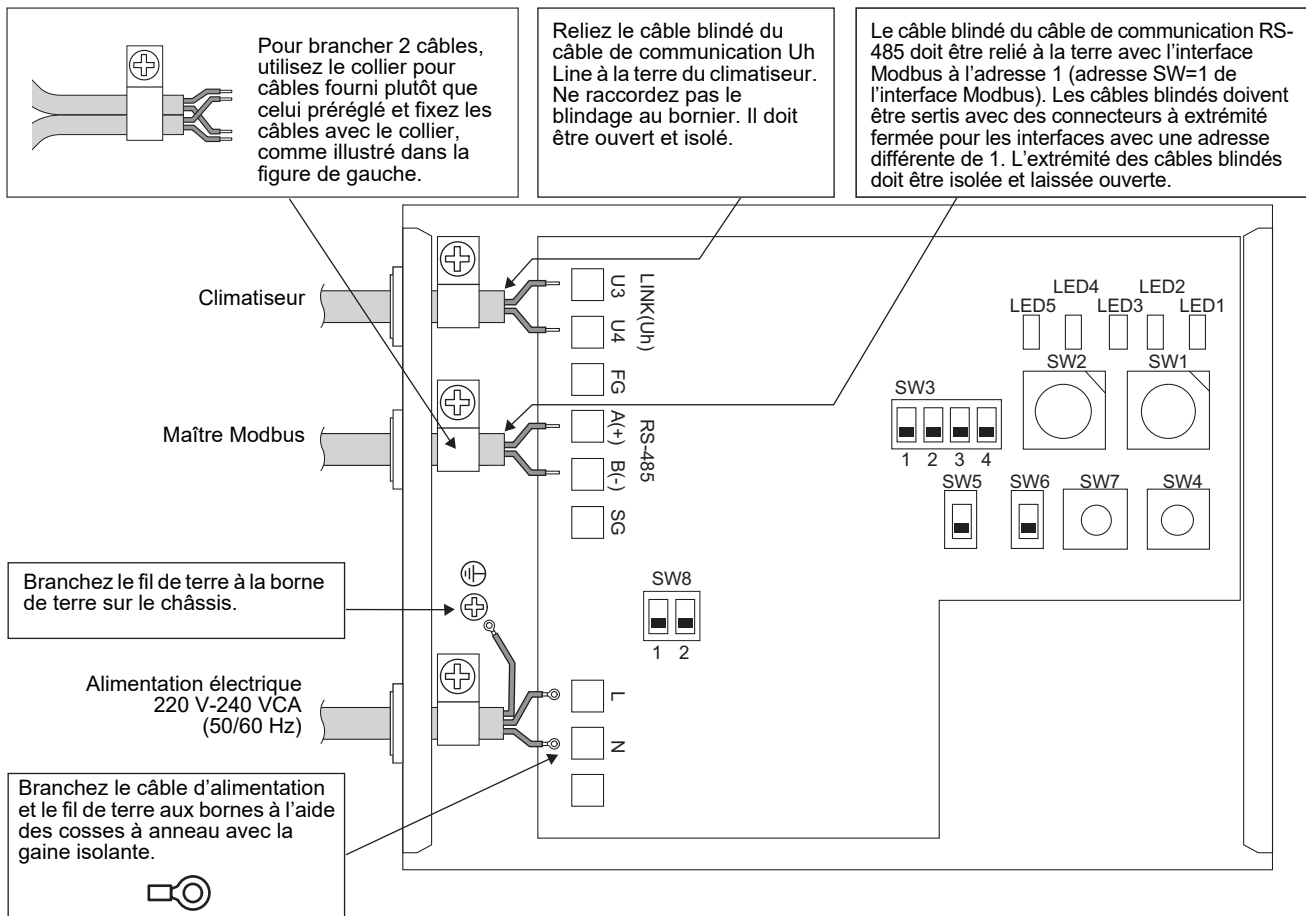 Pour brancher 2 câbles,
utilisez le collier pour
câbles fourni plutôt que
celui préréglé et fixez les
câbles avec le collier,
comme illustré dans la
figure de gauche.
Reliez le câble blindé du
câble de communication Uh
Line à la terre du climatiseur.
Ne raccordez pas le
blindage au bornier. Il doit
être ouvert et isolé.
Le câble blindé du câble de communication RS-
485 doit être relié à la terre avec l'interface
Modbus à l'adresse 1 (adresse SW=1 de
l'interface Modbus). Les câbles blindés doivent
être sertis avec des connecteurs à extrémité
fermée pour les interfaces avec une adresse
différente de 1. L'extrémité des câbles blindés
doit être isolée et laissée ouverte.
Climatiseur
U3
U4
LINK(Uh)
FG
Maître Modbus
A(+)
B(-)
RS-485
SG
LED4 LED2
LED5 LED3 LED1
SW2 SW1
SW3
1 2 3 4
SW5 SW6 SW7 SW4
Branchez le fil de terre à la borne
de terre sur le châssis.
SW8
1 2
Alimentation électrique
220 V-240 VCA
(50/60 Hz)
L
N
Branchez le câble d'alimentation
et le fil de terre aux bornes à l'aide
des cosses à anneau avec la
gaine isolante.